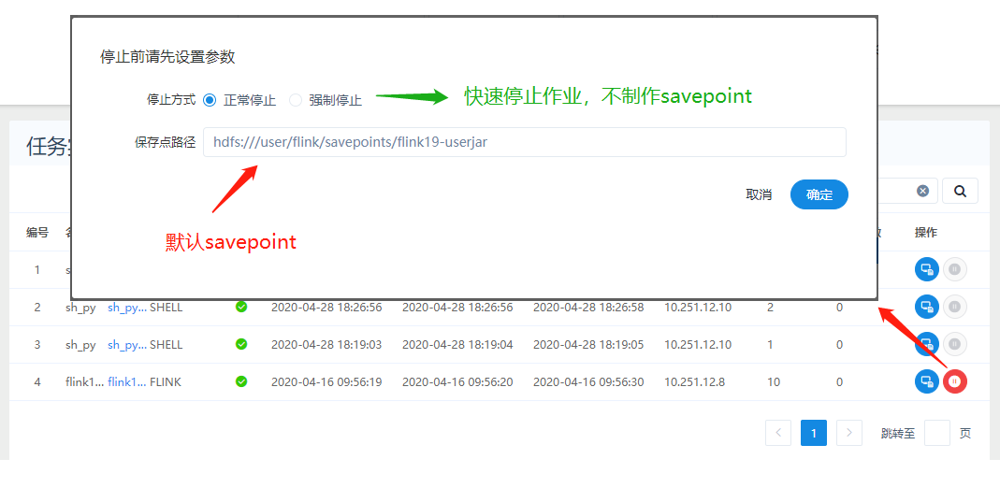 停止前请先设置参数
停止方式 正常停止 强制停止 快速停止作业，不制作savepoint
保存点路径 hdfs:///user/flink/savepoints/flink19-userjar
取消 确定
默认savepoint
任务
编号 操作
1
2 sh_py sh_py... SHELL 2020-04-28 18:26:56 2020-04-28 18:26:56 2020-04-28 18:26:58 10.251.12.10 2 0
3 sh_py sh_py... SHELL 2020-04-28 18:19:03 2020-04-28 18:19:04 2020-04-28 18:19:05 10.251.12.10 1 0
4 flink1... flink1... FLINK 2020-04-16 09:56:19 2020-04-16 09:56:20 2020-04-16 09:56:30 10.251.12.8 10 0
1 跳转至 页